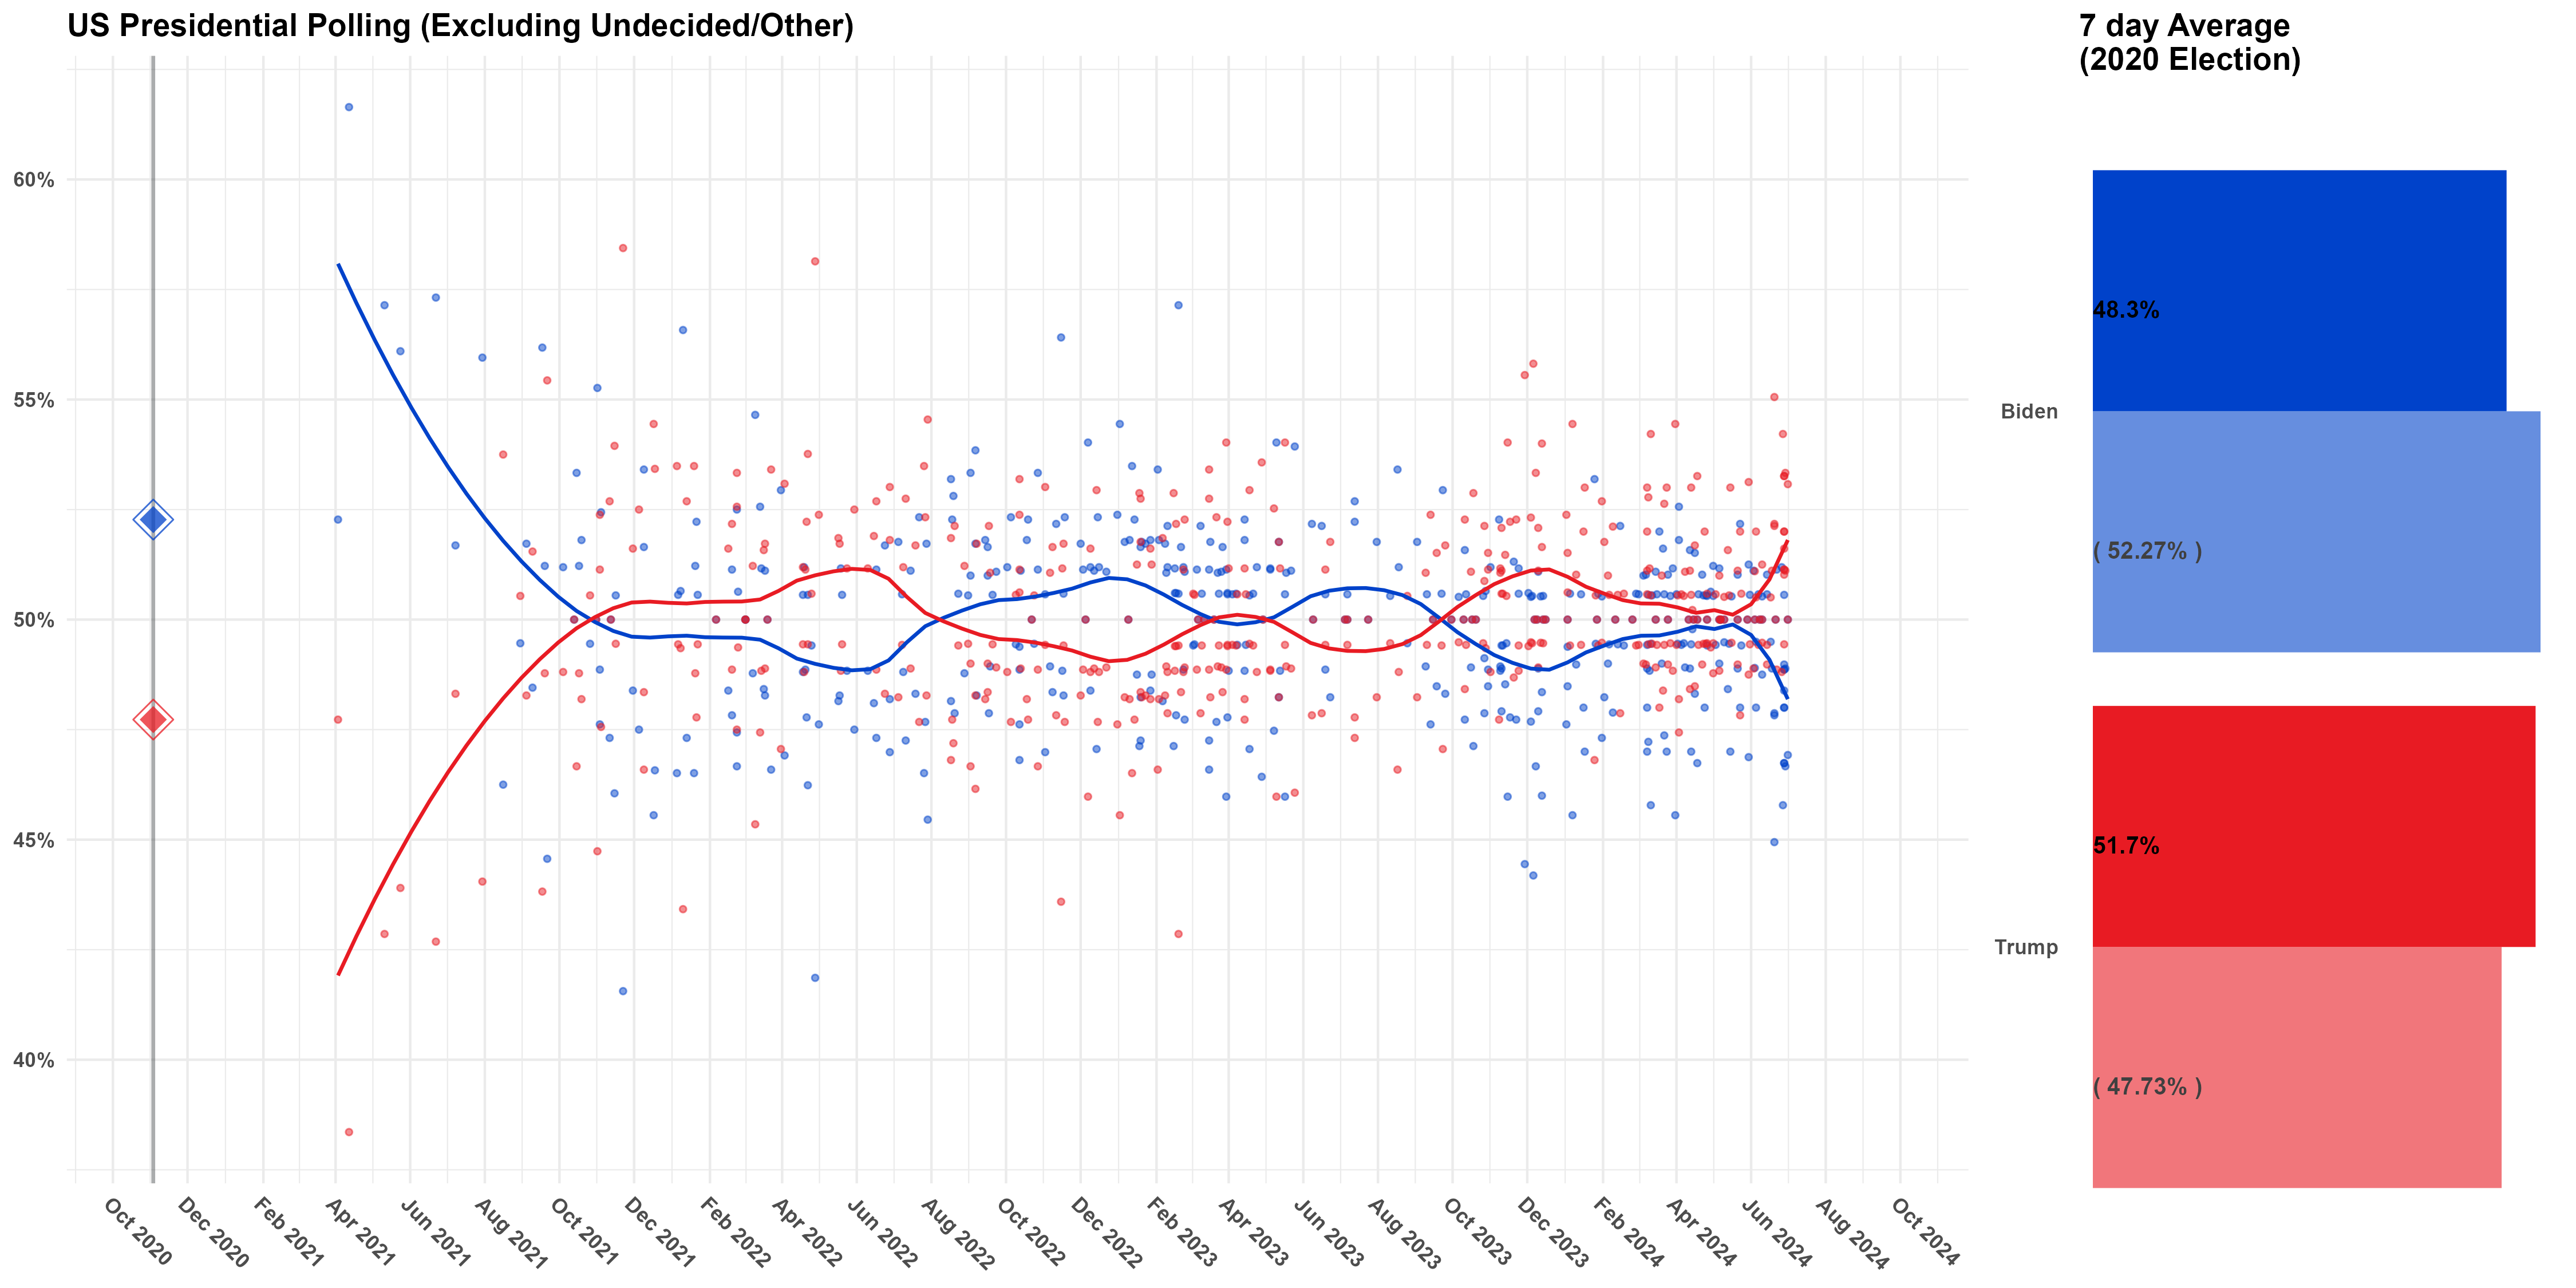 US Presidential Polling (Excluding Undecided/Other)
7 day Average
(2020 Election)
60%
55%
50%
45%
40%
Oct 2020
Dec 2020
Feb 2021
Apr 2021
Jun 2021
Aug 2021
Oct 2021
Dec 2021
Feb 2022
Apr 2022
Jun 2022
Aug 2022
Oct 2022
Dec 2022
Feb 2023
Apr 2023
Jun 2023
Aug 2023
Oct 2023
Dec 2023
Feb 2024
Apr 2024
Jun 2024
Aug 2024
Oct 2024
Biden
48.3%
( 52.27% )
Trump
51.7%
( 47.73% )